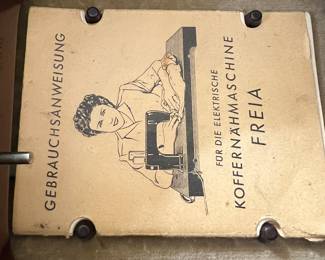 GEBRAUCHSANWEISUNG
FÜR DIE ELEKTRISCHE
KOFFERNÄHMASCHINE
FREIA